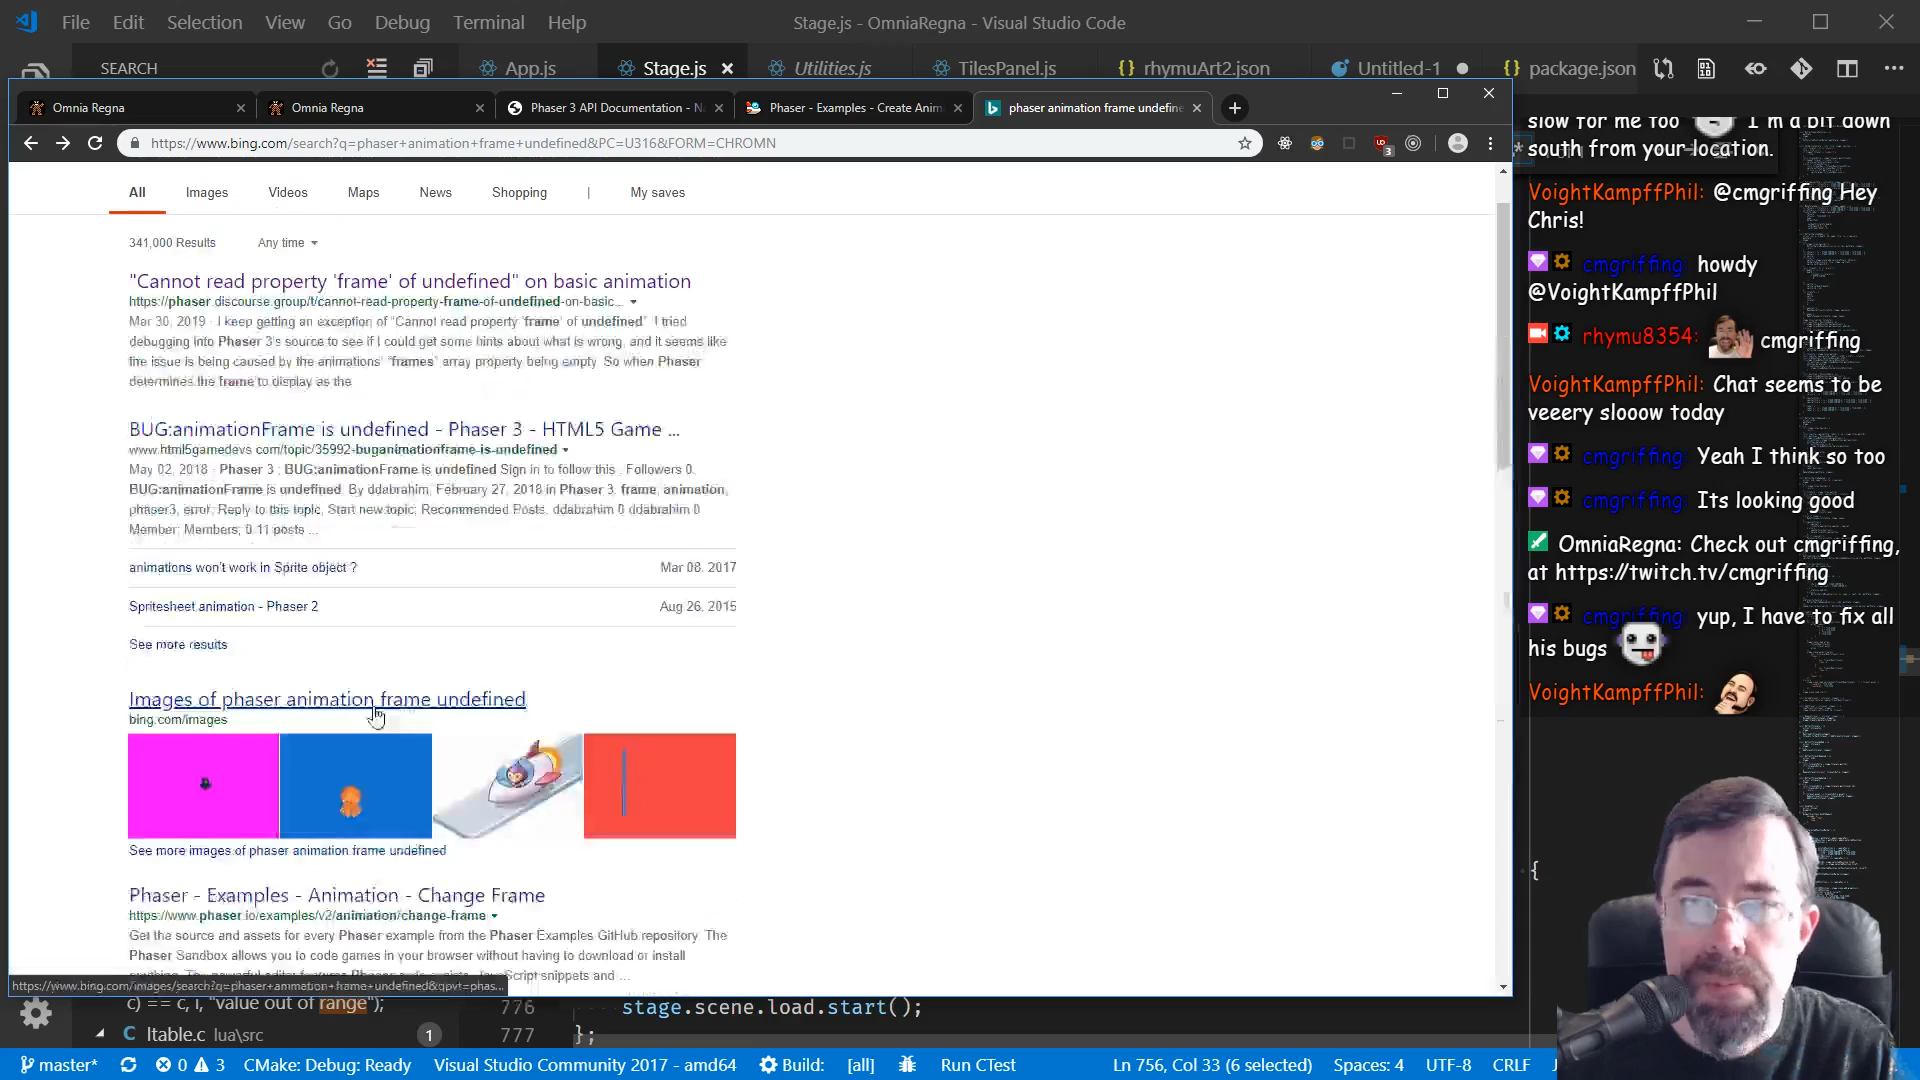 File Edit Selection View Go Debug Terminal Help
Stage.js - OmniaRegna - Visual Studio Code
SEARCH
App.js
Stage.js
Utilities.js
TilesPanel.js
{} rhymuArt2.json
Untitled-1
{} package.json
Omnia Regna
Omnia Regna
Phaser 3 API Documentation - N
Phaser - Examples - Create Anim
phaser animation frame undefine
https://www.bing.com/search?q=phaser+animation+frame+undefined&PC=U316&FORM=CHROMN
3
All Images Videos Maps News Shopping | My saves
341,000 Results Any time
"Cannot read property 'frame' of undefined" on basic animation
https://phaser.discourse.group/t/cannot-read-property-frame-of-undefined-on-basic...
Mar 30, 2019 · I keep getting an exception of "Cannot read property 'frame' of undefined" I tried
debugging into Phaser 3's source to see if I could get some hints about what is wrong, and it seems like
the issue is being caused by the animations' "frames" array property being empty. So when Phaser
determines the frame to display as the
BUG:animationFrame is undefined - Phaser 3 - HTML5 Game ...
www.html5gamedevs.com/topic/35992-buganimationframe-is-undefined
May 02, 2018 · Phaser 3 ; BUG:animationFrame is undefined Sign in to follow this . Followers 0.
BUG:animationFrame is undefined. By ddabrahim, February 27, 2018 in Phaser 3. frame, animation,
phaser3, error. Reply to this topic; Start new topic; Recommended Posts. ddabrahim 0 ddabrahim 0
Member; Members; 0 11 posts ...
animations won't work in Sprite object ? Mar 08, 2017
Spritesheet animation - Phaser 2 Aug 26, 2015
See more results
Images of phaser animation frame undefined
bing.com/images
See more images of phaser animation frame undefined
Phaser - Examples - Animation - Change Frame
https://www.phaser.io/examples/v2/animation/change-frame
Get the source and assets for every Phaser example from the Phaser Examples GitHub repository. The
Phaser Sandbox allows you to code games in your browser without having to download or install
anything. The powerful editor features Phaser ... JavaScript snippets and ...
https://www.bing.com/images/search?q=phaser+animation+frame+undefined&qpvt=phas...
slow for me too I'm a bit down
south from your location.
VoightKampffPhil: @cmgriffing Hey
Chris!
cmgriffing: howdy
@VoightKampffPhil
rhymu8354: cmgriffing
VoightKampffPhil: Chat seems to be
veeery slooow today
cmgriffing: Yeah I think so too
cmgriffing: Its looking good
OmniaRegna: Check out cmgriffing,
at https://twitch.tv/cmgriffing
cmgriffing: yup, I have to fix all
his bugs
VoightKampffPhil:
{
c) == c, i, "value out of range");
C ltable.c lua\src 1
776 stage.scene.load.start();
777 };
master* 0 3 CMake: Debug: Ready Visual Studio Community 2017 - amd64 Build: [all] Run CTest Ln 756, Col 33 (6 selected) Spaces: 4 UTF-8 CRLF